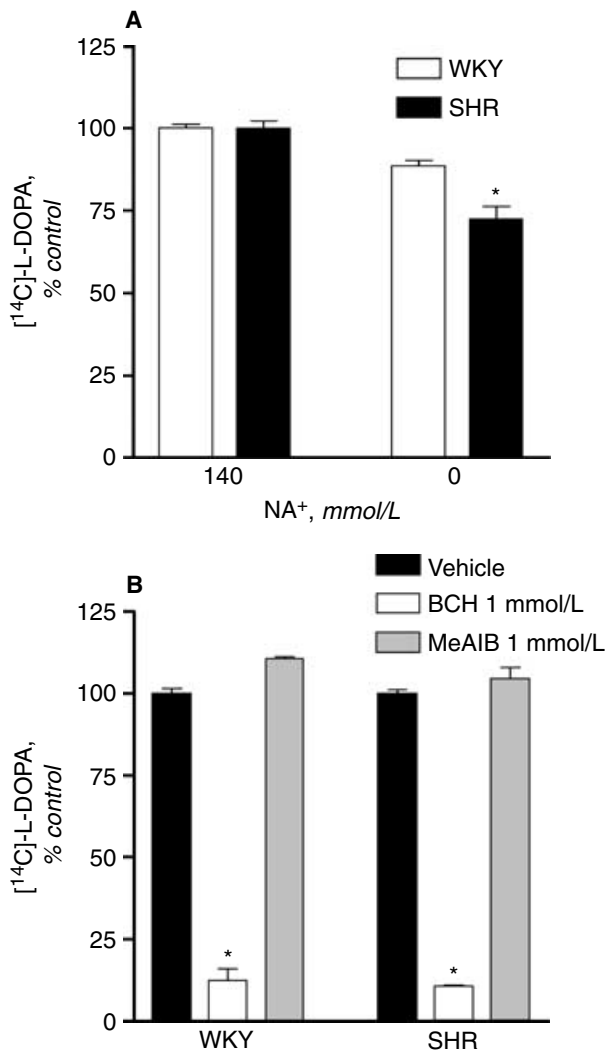 A
125
100
75
50
25
0
[¹⁴C]-L-DOPA,
% control
WKY
SHR
*
140
0
NA⁺, mmol/L
B
Vehicle
BCH 1 mmol/L
MeAIB 1 mmol/L
125
100
75
50
25
0
[¹⁴C]-L-DOPA,
% control
*
*
WKY
SHR